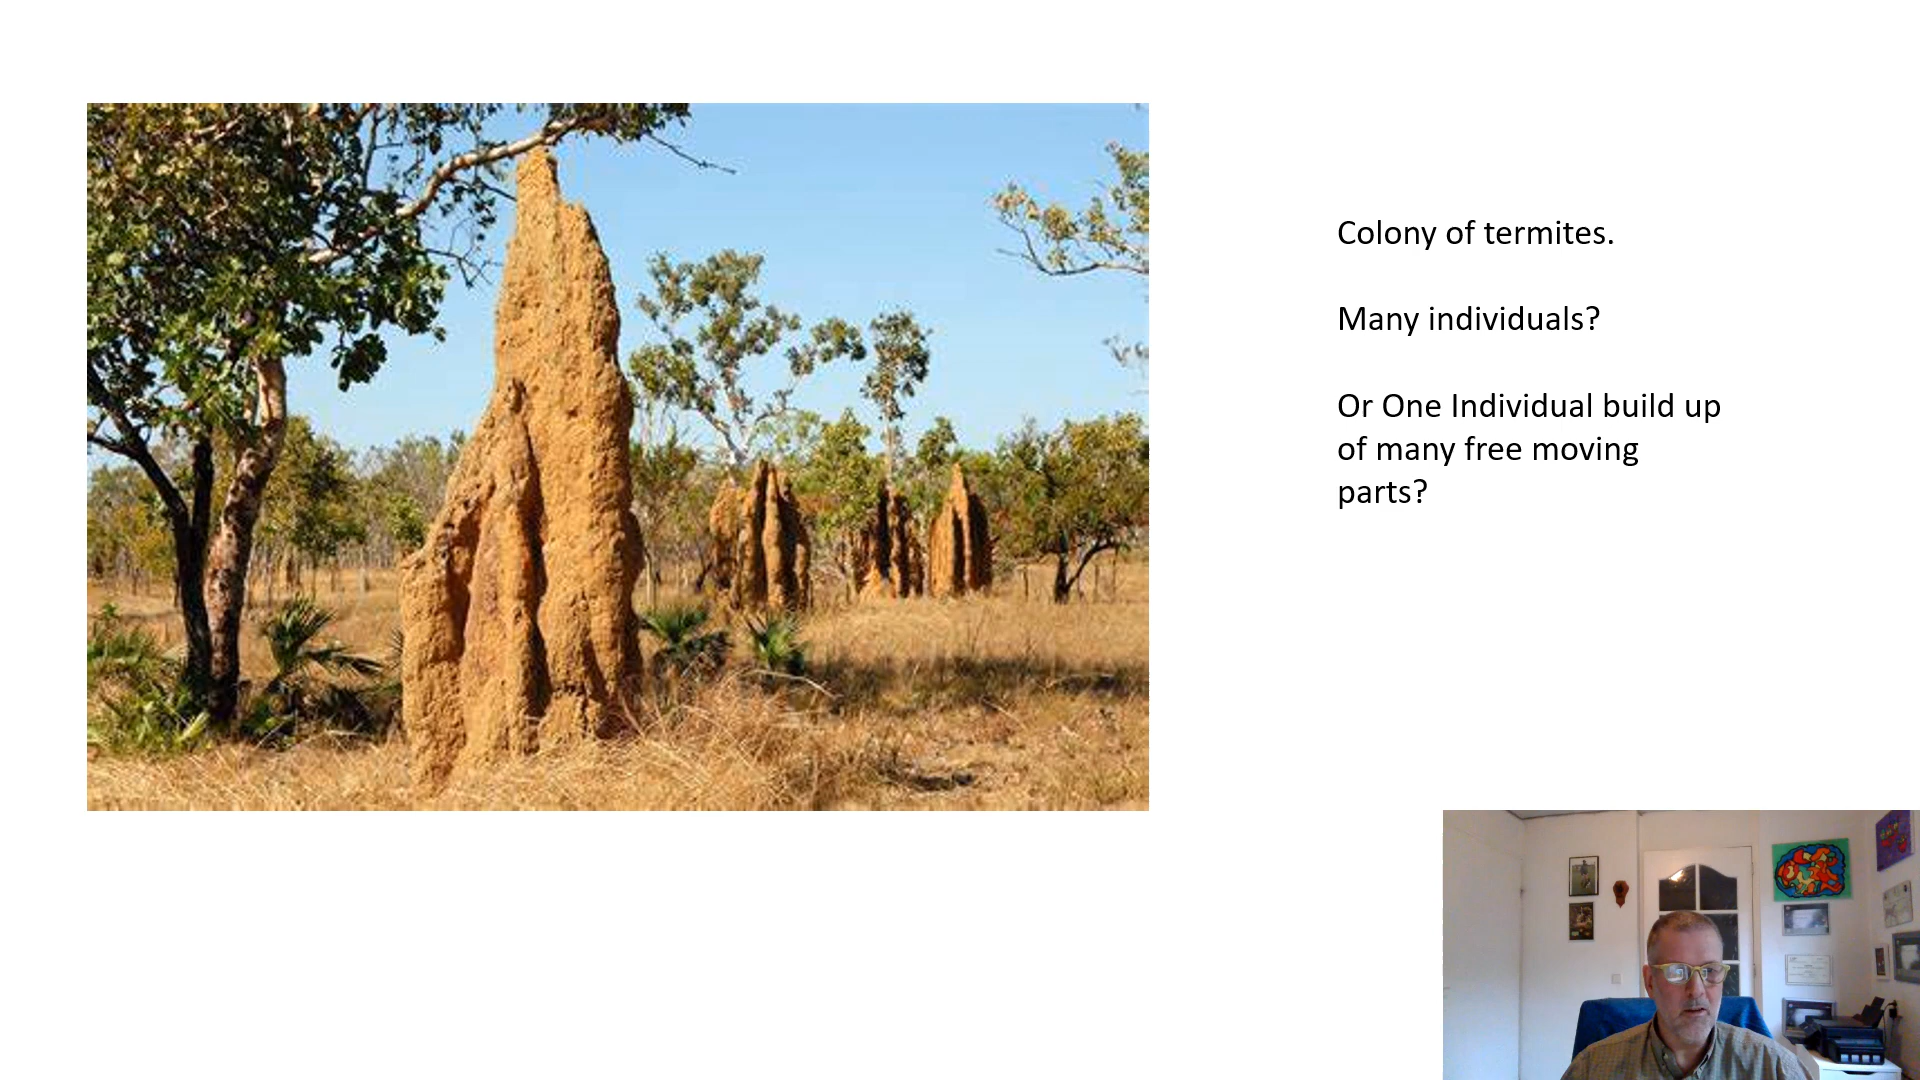 Colony of termites.
Many individuals?
Or One Individual build up
of many free moving
parts?